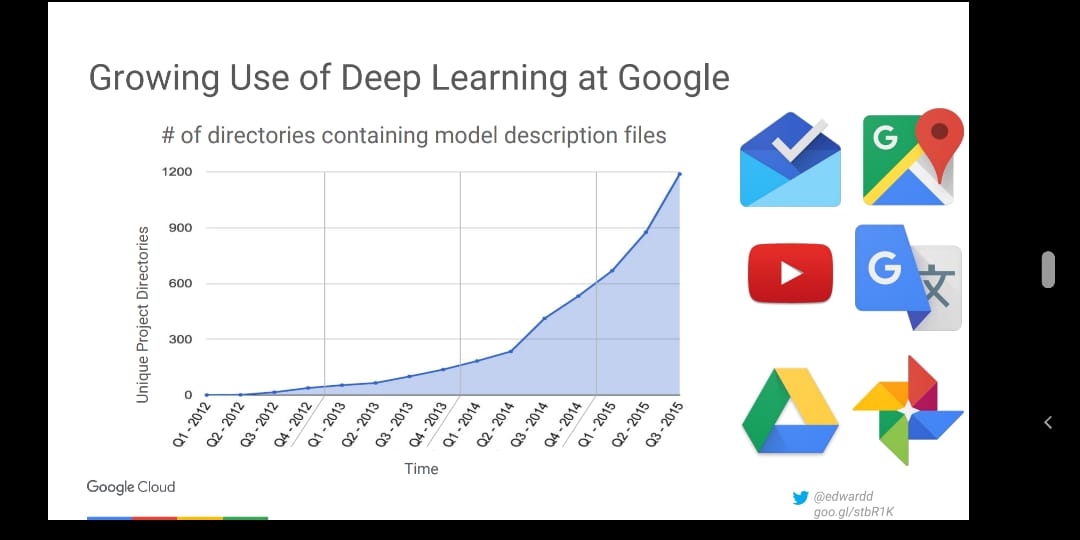 Growing Use of Deep Learning at Google
# of directories containing model description files
Unique Project Directories
1200
900
600
300
0
Q1 - 2012
Q2 - 2012
Q3 - 2012
Q4 - 2012
Q1 - 2013
Q2 - 2013
Q3 - 2013
Q4 - 2013
Q1 - 2014
Q2 - 2014
Q3 - 2014
Q4 - 2014
Q1 - 2015
Q2 - 2015
Q3 - 2015
Time
G
G
文
Google Cloud
@edwardd
goo.gl/stbR1K